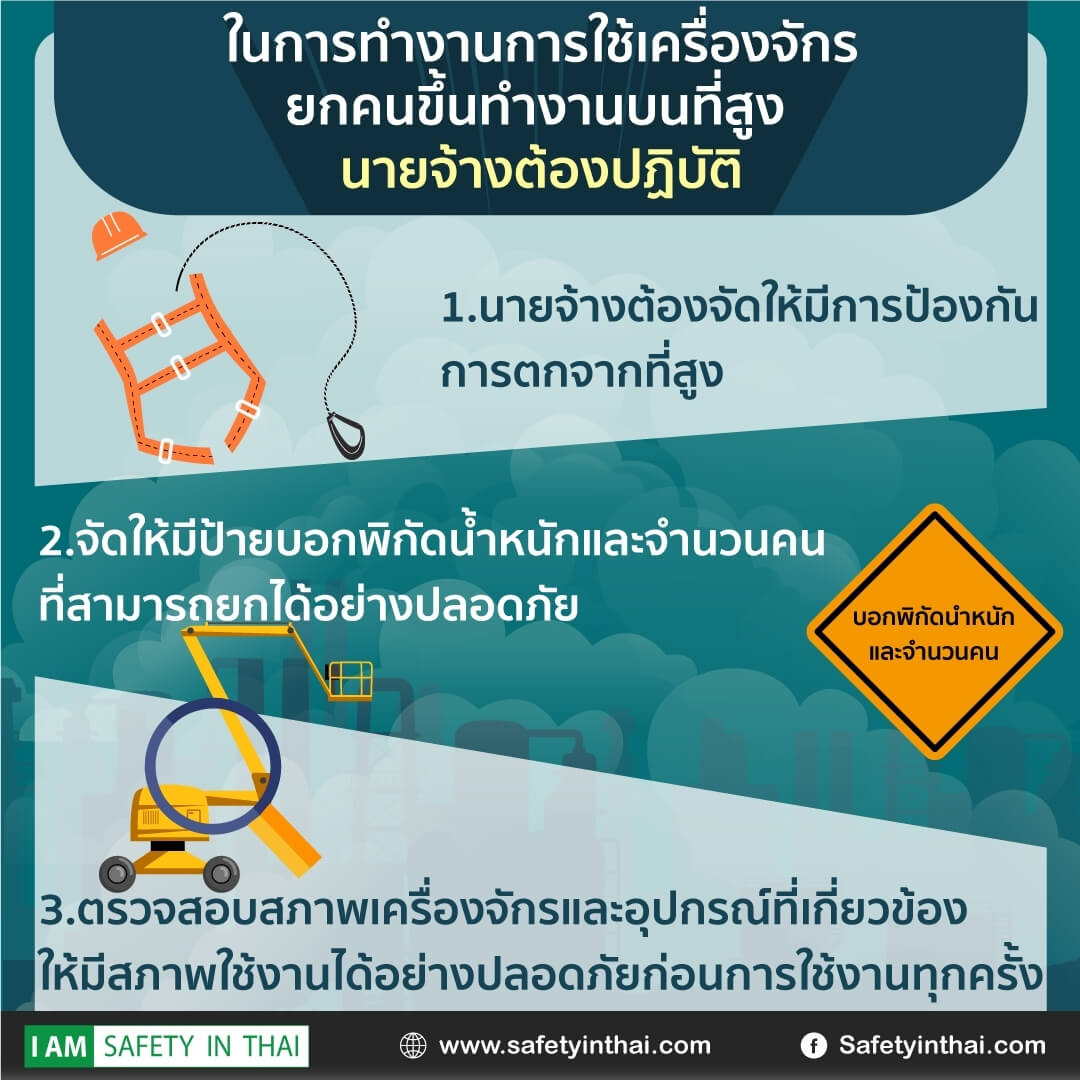 ในการทำงานการใช้เครื่องจักร
ยกคนขึ้นทำงานบนที่สูง
นายจ้างต้องปฏิบัติ
1.นายจ้างต้องจัดให้มีการป้องกัน
การตกจากที่สูง
2.จัดให้มีป้ายบอกพิกัดน้ำหนักและจำนวนคน
ที่สามารถยกได้อย่างปลอดภัย
บอกพิกัดนำหนัก
และจำนวนคน
3.ตรวจสอบสภาพเครื่องจักรและอุปกรณ์ที่เกี่ยวข้อง
ให้มีสภาพใช้งานได้อย่างปลอดภัยก่อนการใช้งานทุกครั้ง
I AM SAFETY IN THAI
www.safetyinthai.com
Safetyinthai.com